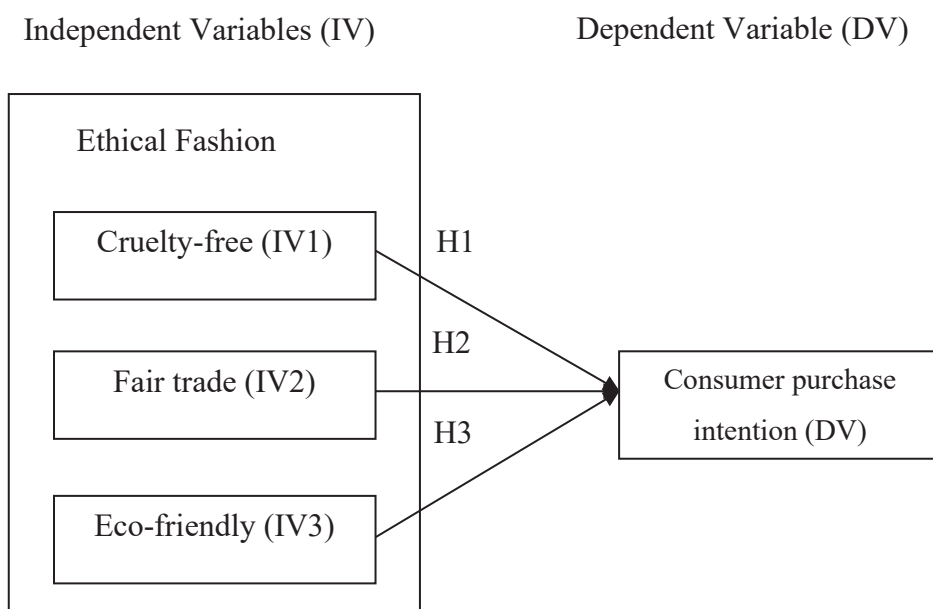 Independent Variables (IV)
Dependent Variable (DV)
Ethical Fashion
Cruelty-free (IV1)
H1
Fair trade (IV2)
H2
Eco-friendly (IV3)
H3
Consumer purchase
intention (DV)